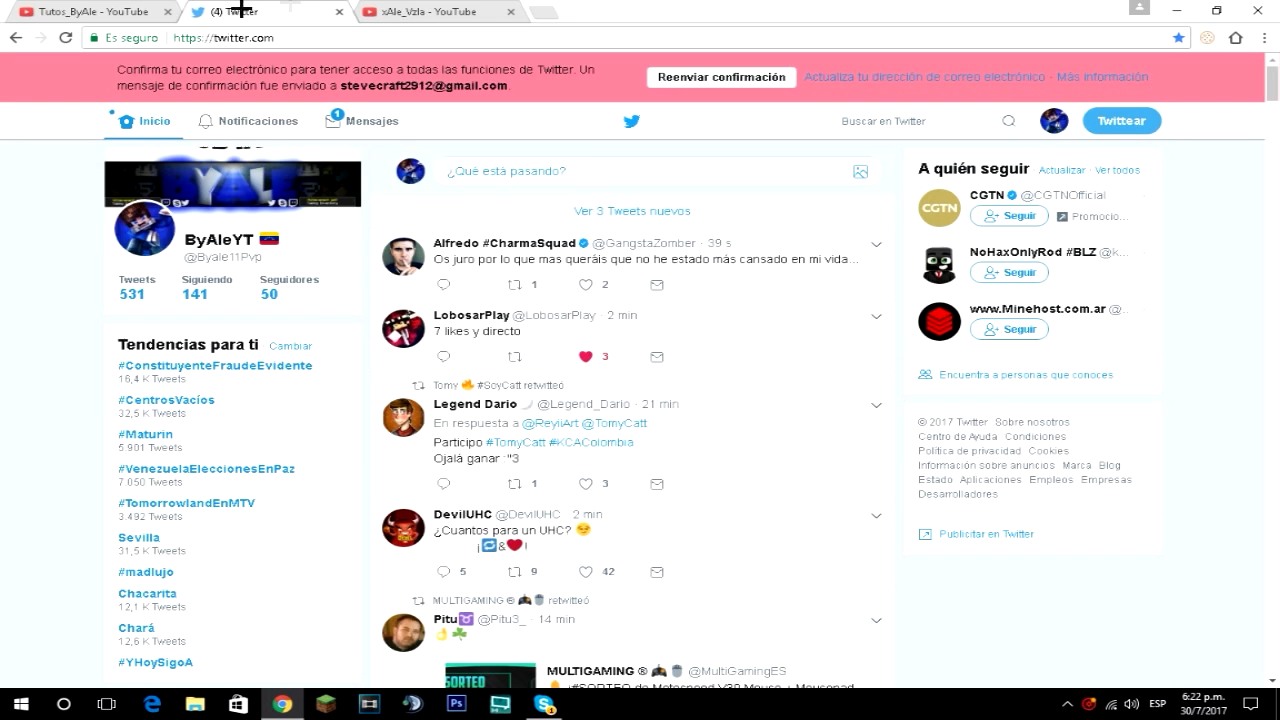 Tutos_ByAle - YouTube
(4) Twitter
xAle_Vzla - YouTube
Es seguro
https://twitter.com
Confirma tu correo electrónico para tener acceso a todas las funciones de Twitter. Un
mensaje de confirmación fue enviado a stevecraft2912@gmail.com.
Reenviar confirmación
Actualiza tu dirección de correo electrónico · Más información
Inicio
Notificaciones
1
Mensajes
Buscar en Twitter
Twittear
ByAleYT 🇻🇪
@Byale11Pvp
Tweets Siguiendo Seguidores
531 141 50
Tendencias para ti Cambiar
#ConstituyenteFraudeEvidente
16,4 K Tweets
#CentrosVacíos
32,5 K Tweets
#Maturin
5.901 Tweets
#VenezuelaEleccionesEnPaz
7.050 Tweets
#TomorrowlandEnMTV
3.492 Tweets
Sevilla
31,5 K Tweets
#madlujo
Chacarita
12,1 K Tweets
Chará
12,6 K Tweets
#YHoySigoA
¿Qué está pasando?
Ver 3 Tweets nuevos
Alfredo #CharmaSquad @GangstaZomber · 39 s
Os juro por lo que mas queráis que no he estado más cansado en mi vida...
1 2
LobosarPlay @LobosarPlay · 2 min
7 likes y directo
3
Tomy 🔥 #SoyCatt retwitteó
Legend Dario 🌙 @Legend_Dario · 21 min
En respuesta a @ReyliArt @TomyCatt
Participo #TomyCatt #KCAColombia
Ojalá ganar :"3
1 3
DevilUHC @DevilUHC · 2 min
¿Cuantos para un UHC? 😏
¡🔁&❤!
5 9 42
MULTIGAMING ® 🎮 retwitteó
Pitu♉ @Pitu3_ · 14 min
👌☘
SORTEO
MULTIGAMING ® 🎮 @MultiGamingES
A quién seguir Actualizar · Ver todos
CGTN @CGTNOfficial
CGTN
Seguir
Promocio...
NoHaxOnlyRod #BLZ @k...
Seguir
www.Minehost.com.ar @...
Seguir
Encuentra a personas que conoces
© 2017 Twitter Sobre nosotros
Centro de Ayuda Condiciones
Política de privacidad Cookies
Información sobre anuncios Marca Blog
Estado Aplicaciones Empleos Empresas
Desarrolladores
Publicitar en Twitter
ESP
6:22 p.m.
30/7/2017